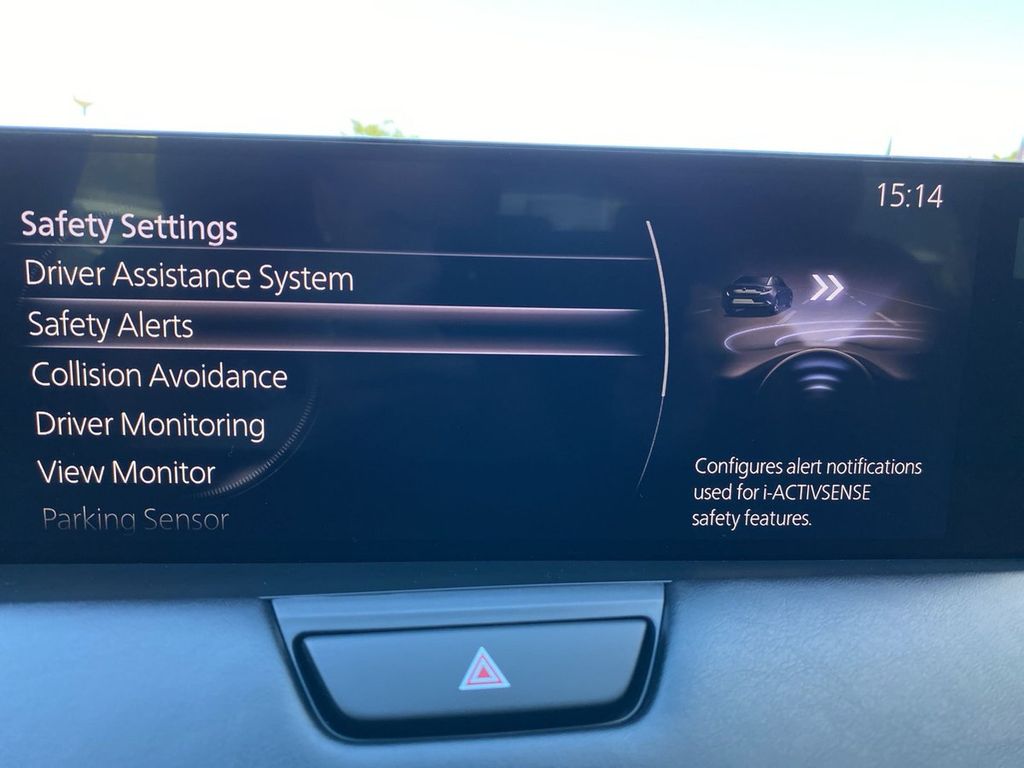 15:14
Safety Settings
Driver Assistance System
Safety Alerts
Collision Avoidance
Driver Monitoring
View Monitor
Parking Sensor
Configures alert notifications
used for i-ACTIVSENSE
safety features.